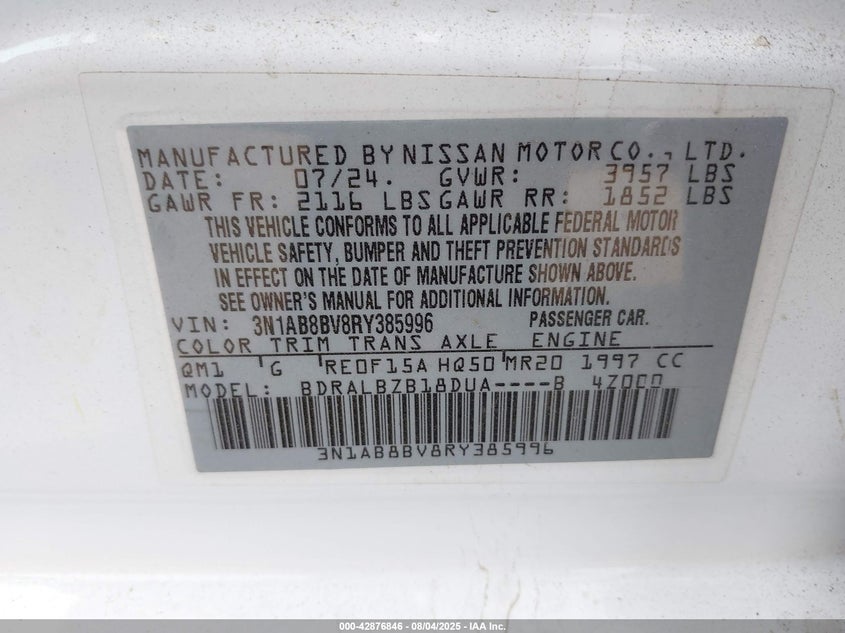 MANUFACTURED BY NISSAN MOTOR CO., LTD.
DATE: 07/24. GVWR: 3957 LBS
GAWR FR: 2116 LBS GAWR RR: 1852 LBS
THIS VEHICLE CONFORMS TO ALL APPLICABLE FEDERAL MOTOR
VEHICLE SAFETY, BUMPER AND THEFT PREVENTION STANDARDS
IN EFFECT ON THE DATE OF MANUFACTURE SHOWN ABOVE.
SEE OWNER'S MANUAL FOR ADDITIONAL INFORMATION.
VIN: 3N1AB8BV8RY385996 PASSENGER CAR.
COLOR TRIM TRANS AXLE ENGINE
QM1 G RE0F15A HQ50 MR20 1997 CC
MODEL: BDRALBZB18DUA----B 4Z000
3N1AB8BV8RY385996
000-42876846 - 08/04/2025 - IAA Inc.